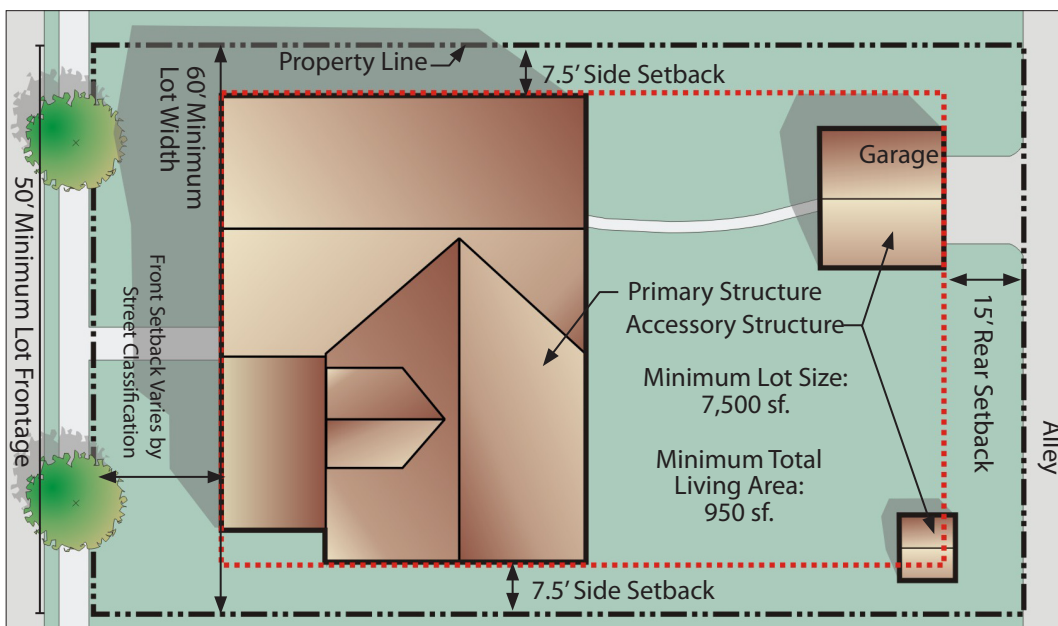 Property Line
7.5’ Side Setback
60’ Minimum
Lot Width
50’ Minimum Lot Frontage
Front Setback Varies by
Street Classification
Garage
Primary Structure
Accessory Structure
Minimum Lot Size:
7,500 sf.
Minimum Total
Living Area:
950 sf.
15’ Rear Setback
Alley
7.5’ Side Setback